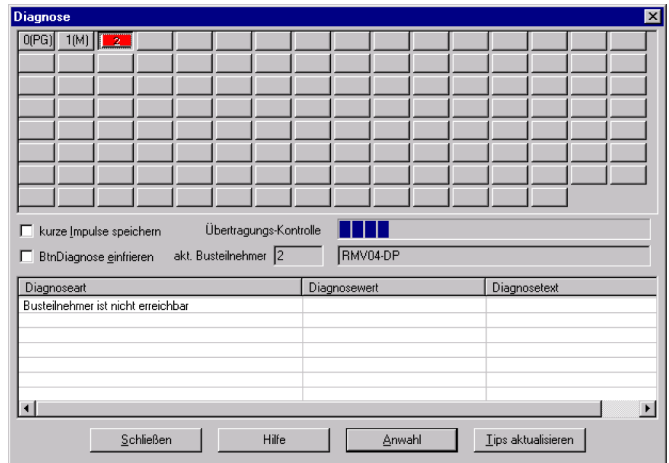 Diagnose
0(PG) 1(M) 2
kurze Impulse speichern Übertragungs-Kontrolle
BtnDiagnose einfrieren akt. Busteilnehmer 2 RMV04-DP
Diagnoseart Diagnosewert Diagnosetext
Busteilnehmer ist nicht erreichbar
Schließen Hilfe Anwahl Tips aktualisieren